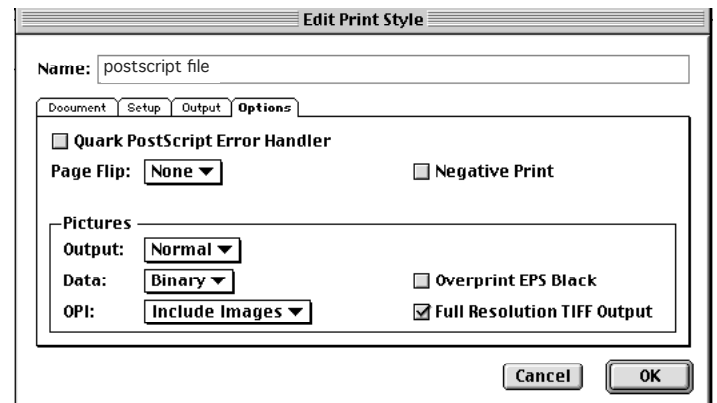 Edit Print Style
Name: postscript file
Document Setup Output Options
Quark PostScript Error Handler
Page Flip: None Negative Print
Pictures
Output: Normal
Data: Binary Overprint EPS Black
OPI: Include Images Full Resolution TIFF Output
Cancel OK